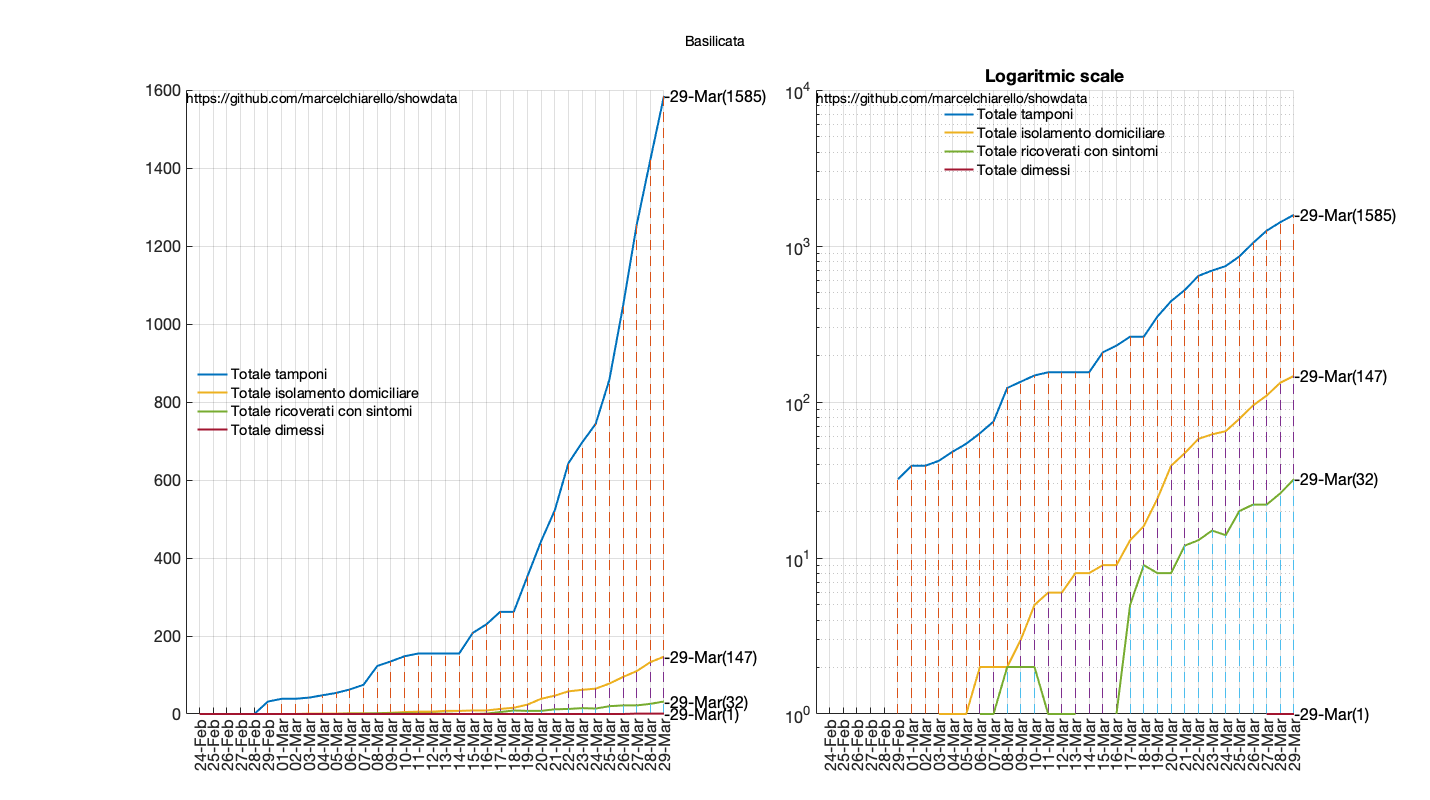 Basilicata
1600
1400
1200
1000
800
600
400
200
0
https://github.com/marcelchiarello/showdata
Totale tamponi
Totale isolamento domiciliare
Totale ricoverati con sintomi
Totale dimessi
-29-Mar(1585)
-29-Mar(147)
-29-Mar(32)
-29-Mar(1)
24-Feb
25-Feb
26-Feb
27-Feb
28-Feb
29-Feb
01-Mar
02-Mar
03-Mar
04-Mar
05-Mar
06-Mar
07-Mar
08-Mar
09-Mar
10-Mar
11-Mar
12-Mar
13-Mar
14-Mar
15-Mar
16-Mar
17-Mar
18-Mar
19-Mar
20-Mar
21-Mar
22-Mar
23-Mar
24-Mar
25-Mar
26-Mar
27-Mar
28-Mar
29-Mar
Logaritmic scale
10^4
10^3
10^2
10^1
10^0
https://github.com/marcelchiarello/showdata
Totale tamponi
Totale isolamento domiciliare
Totale ricoverati con sintomi
Totale dimessi
-29-Mar(1585)
-29-Mar(147)
-29-Mar(32)
-29-Mar(1)
24-Feb
25-Feb
26-Feb
27-Feb
28-Feb
29-Feb
01-Mar
02-Mar
03-Mar
04-Mar
05-Mar
06-Mar
07-Mar
08-Mar
09-Mar
10-Mar
11-Mar
12-Mar
13-Mar
14-Mar
15-Mar
16-Mar
17-Mar
18-Mar
19-Mar
20-Mar
21-Mar
22-Mar
23-Mar
24-Mar
25-Mar
26-Mar
27-Mar
28-Mar
29-Mar